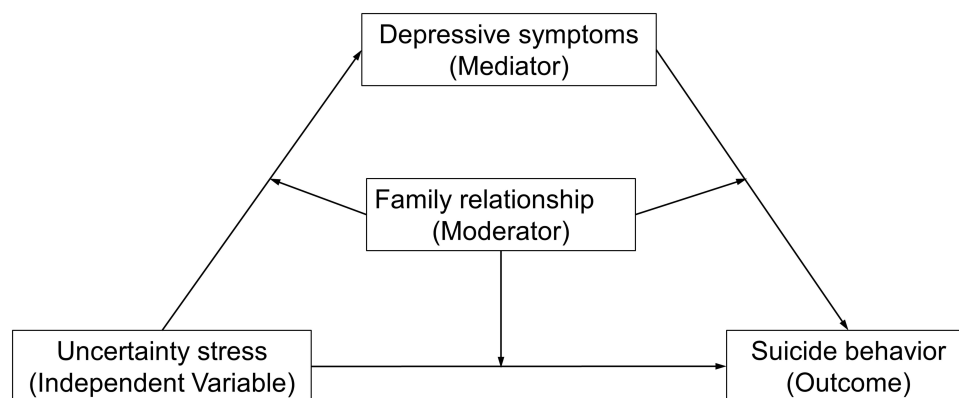 Depressive symptoms
(Mediator)
Family relationship
(Moderator)
Uncertainty stress
(Independent Variable)
Suicide behavior
(Outcome)